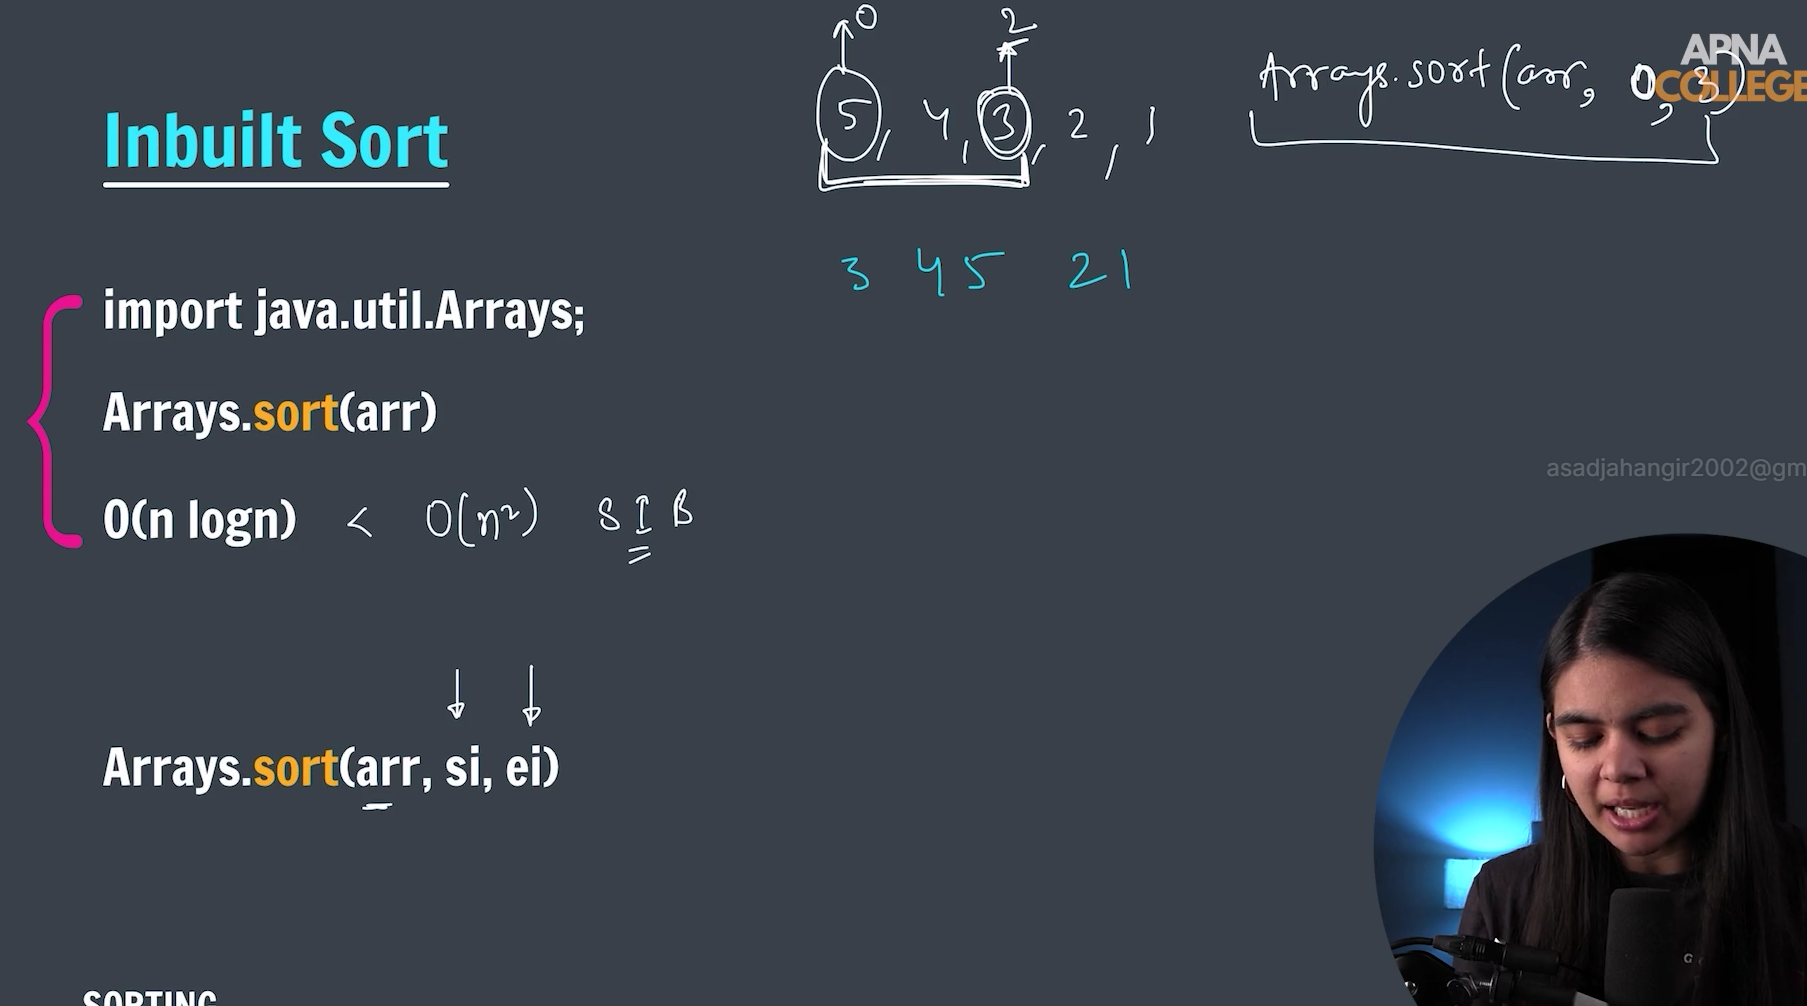 Inbuilt Sort
0 2
5, 4, 3, 2, 1
Arrays.sort(arr, 0, 3)
APNA
COLLEGE
3 4 5 2 1
import java.util.Arrays;
Arrays.sort(arr)
O(n logn) < O(n²) S I B
asadjahangir2002@gm
Arrays.sort(arr, si, ei)
SORTING